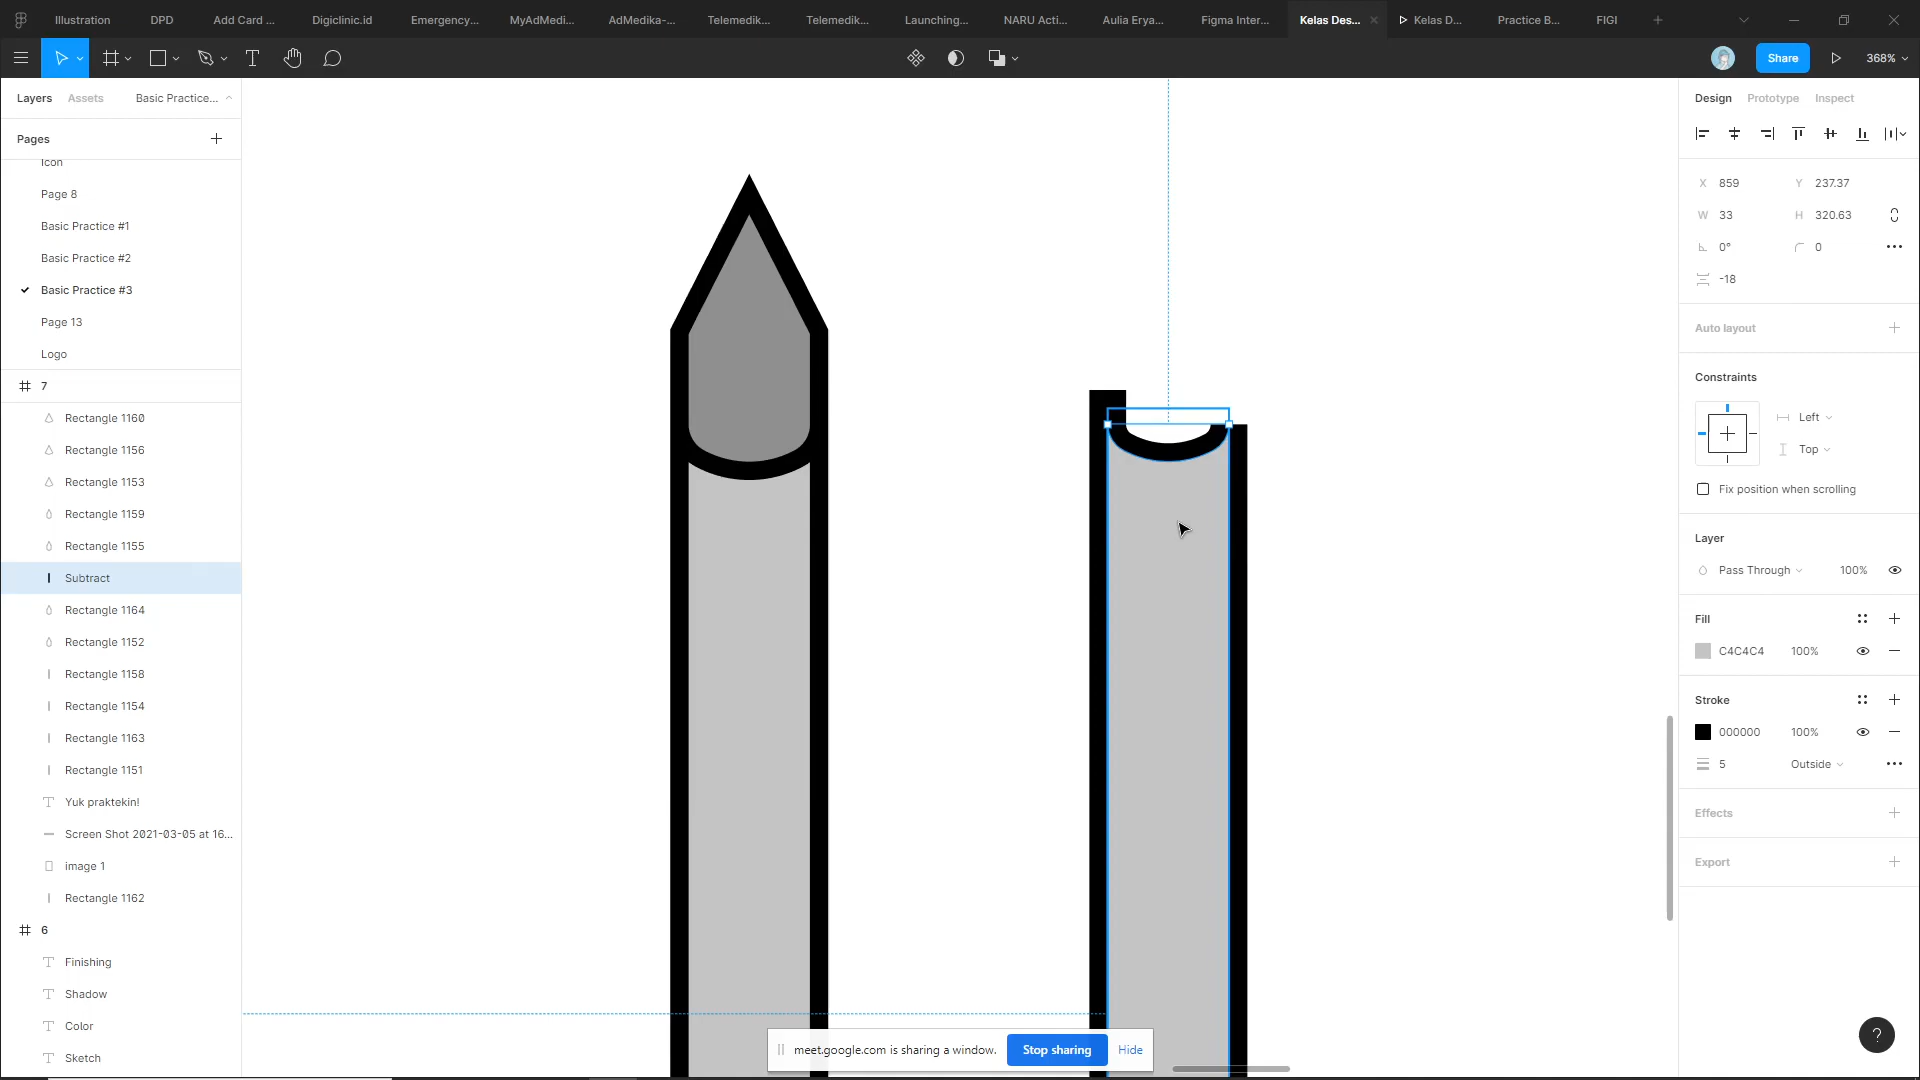 Illustration DPD Add Card ... Digiclinic.id Emergency... MyAdMedi... AdMedika-... Telemedik... Telemedik... Launching... NARU Acti... Aulia Erya... Figma Inter... Kelas Des... Kelas D... Practice B... FIGI
Share 368%
Layers Assets Basic Practice...
Pages
Icon
Page 8
Basic Practice #1
Basic Practice #2
Basic Practice #3
Page 13
Logo
7
Rectangle 1160
Rectangle 1156
Rectangle 1153
Rectangle 1159
Rectangle 1155
Subtract
Rectangle 1164
Rectangle 1152
Rectangle 1158
Rectangle 1154
Rectangle 1163
Rectangle 1151
Yuk praktekin!
Screen Shot 2021-03-05 at 16...
image 1
Rectangle 1162
6
Finishing
Shadow
Color
Sketch
Design Prototype Inspect
X 859 Y 237.37
W 33 H 320.63
0° 0
-18
Auto layout
Constraints
Left
Top
Fix position when scrolling
Layer
Pass Through 100%
Fill
C4C4C4 100%
Stroke
000000 100%
5 Outside
Effects
Export
meet.google.com is sharing a window. Stop sharing Hide
?